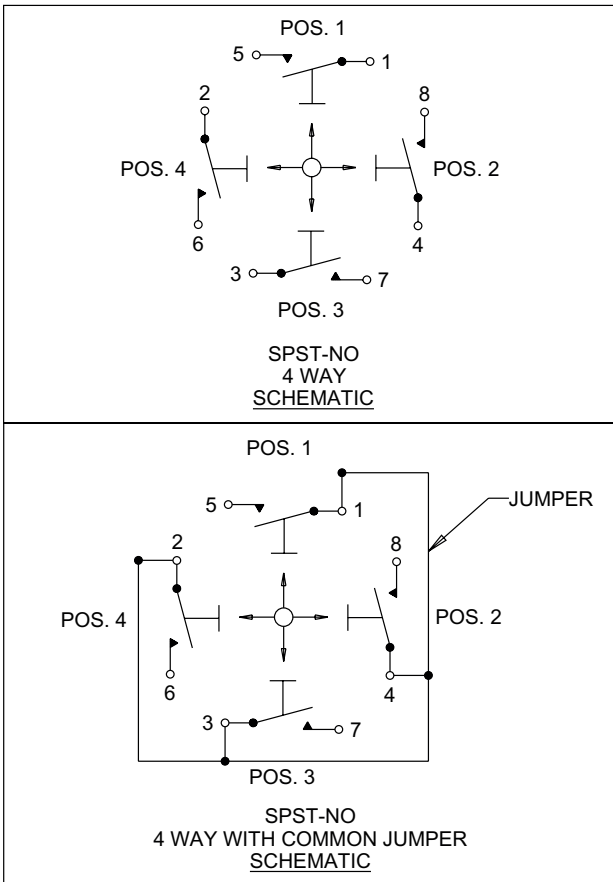 POS. 1
5
1
2
8
POS. 4
POS. 2
6
4
3
7
POS. 3
SPST-NO
4 WAY
SCHEMATIC
POS. 1
JUMPER
5
1
2
8
POS. 4
POS. 2
6
4
3
7
POS. 3
SPST-NO
4 WAY WITH COMMON JUMPER
SCHEMATIC